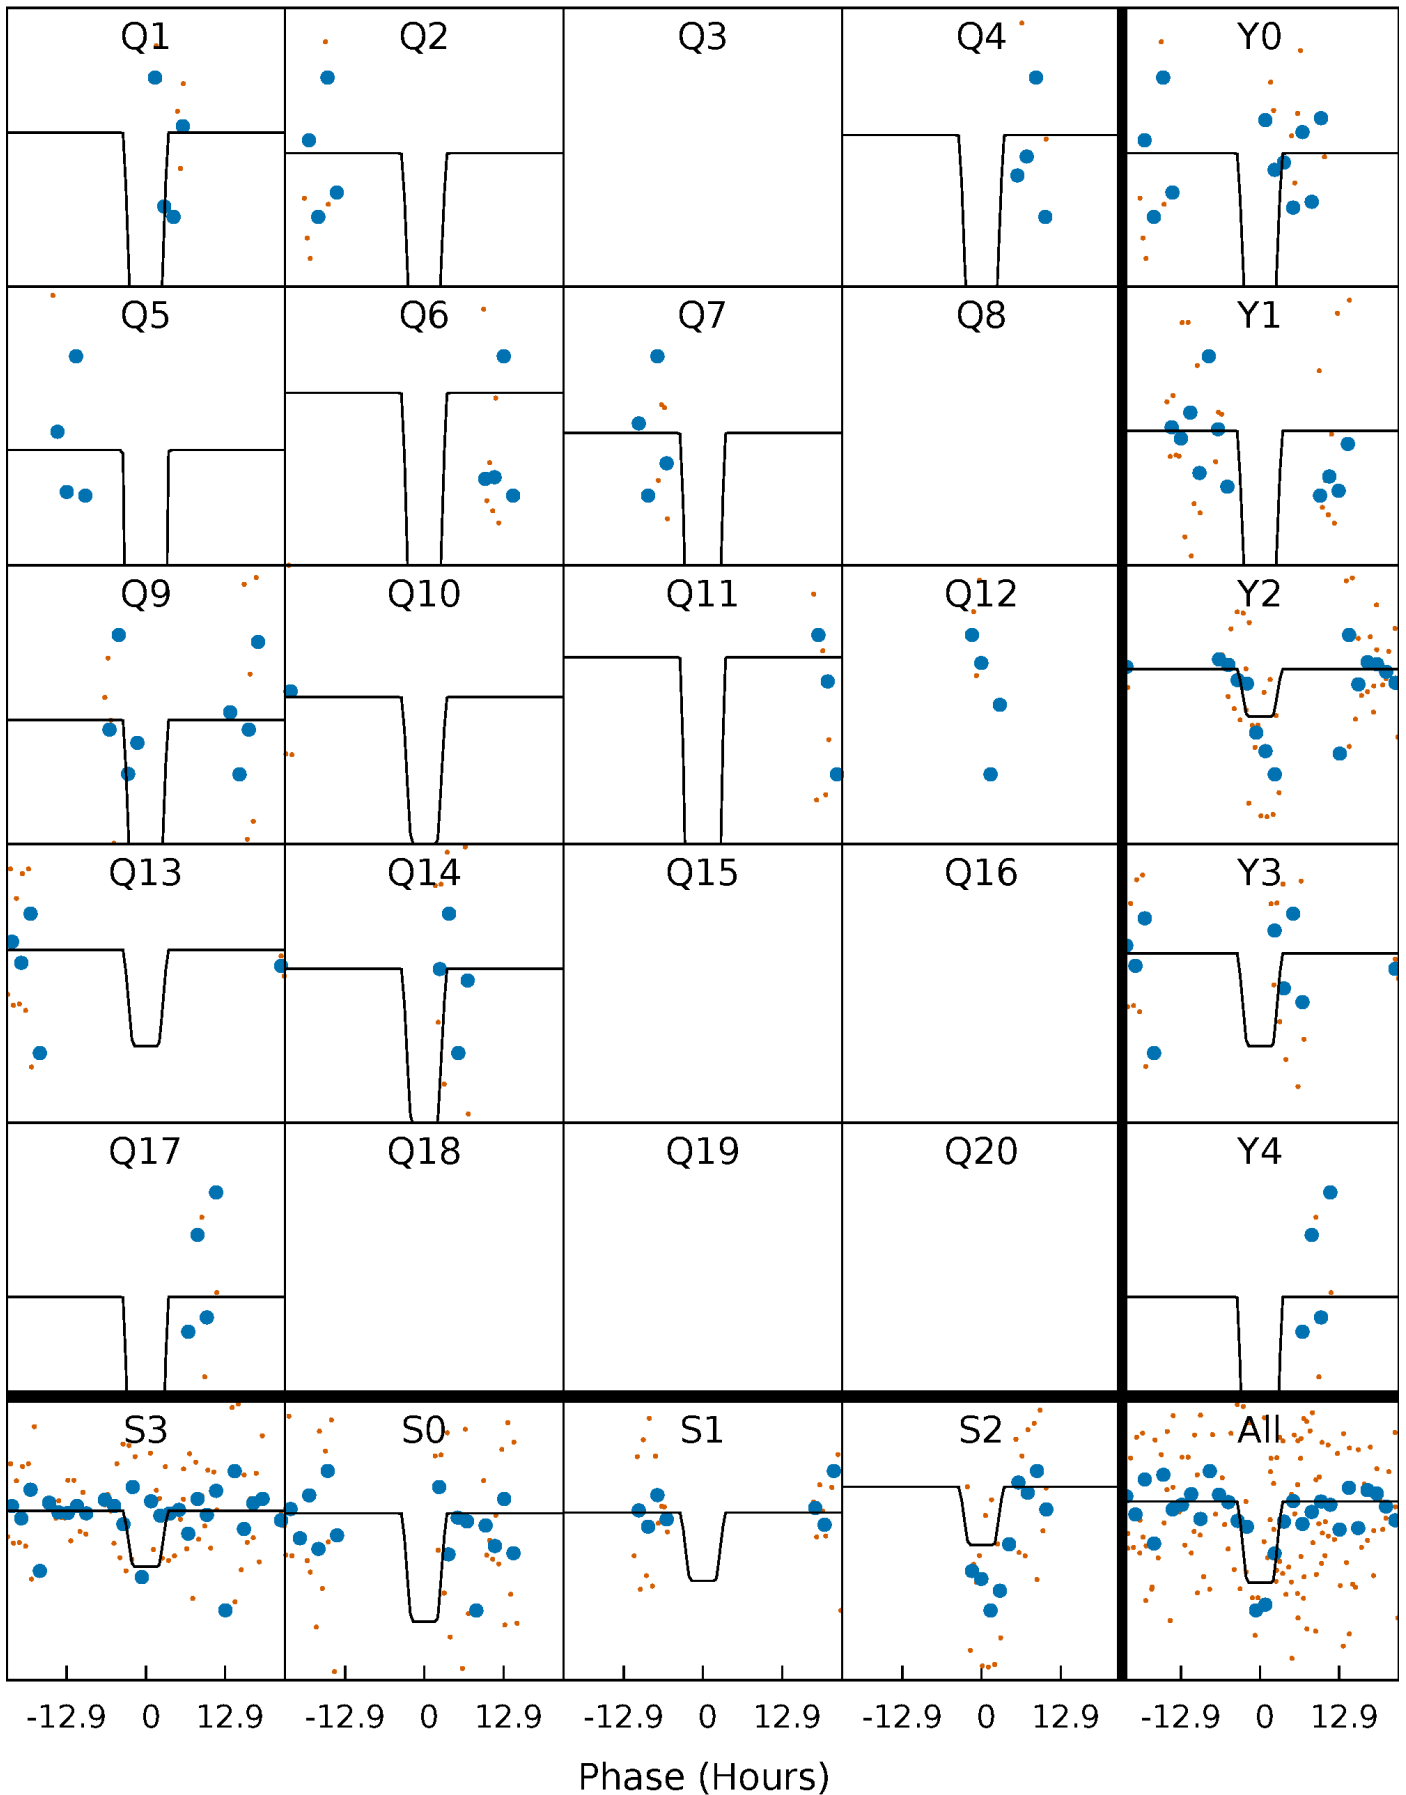 Q1 Q2 Q3 Q4 Y0
Q5 Q6 Q7 Q8 Y1
Q9 Q10 Q11 Q12 Y2
Q13 Q14 Q15 Q16 Y3
Q17 Q18 Q19 Q20 Y4
S3 S0 S1 S2 All
-12.9 0 12.9 -12.9 0 12.9 -12.9 0 12.9 -12.9 0 12.9 -12.9 0 12.9
Phase (Hours)